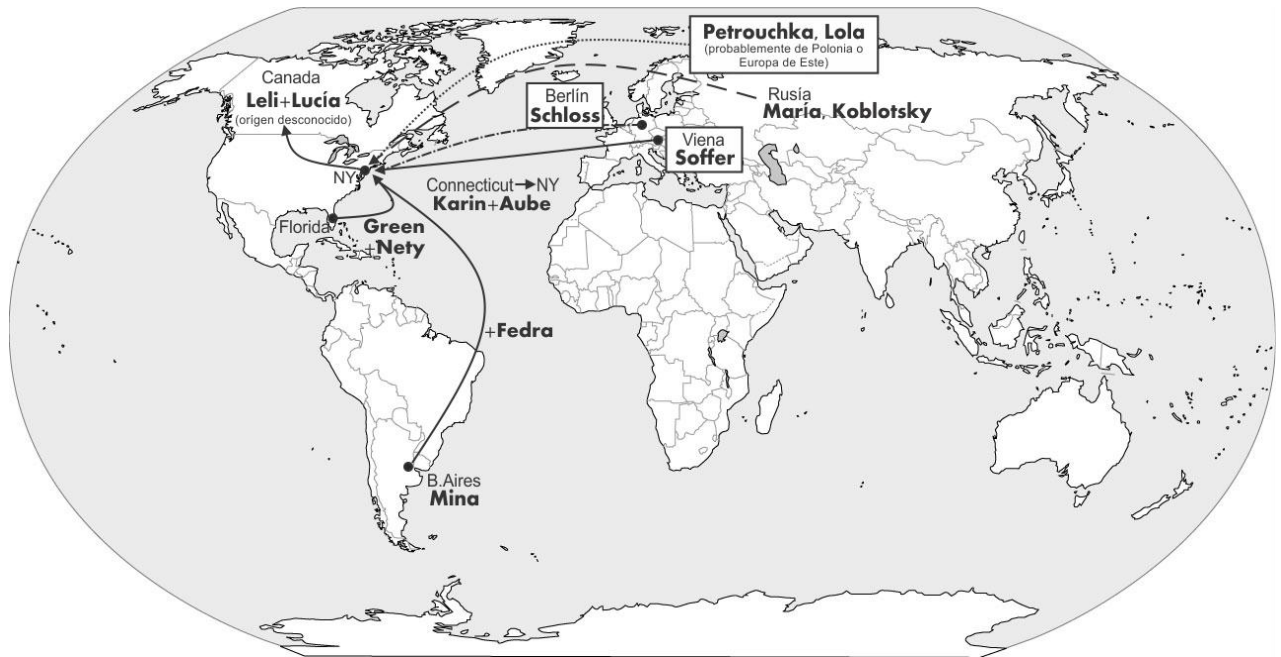 Petrouchka, Lola
(probablemente de Polonia o
Europa de Este)
Canada
Leli+Lucía
(orígen desconocido)
Berlín
Schloss
Rusía
María, Koblotsky
Viena
Soffer
NY
Connecticut→NY
Karin+Aube
Florida
Green
+Nety
+Fedra
B.Aires
Mina